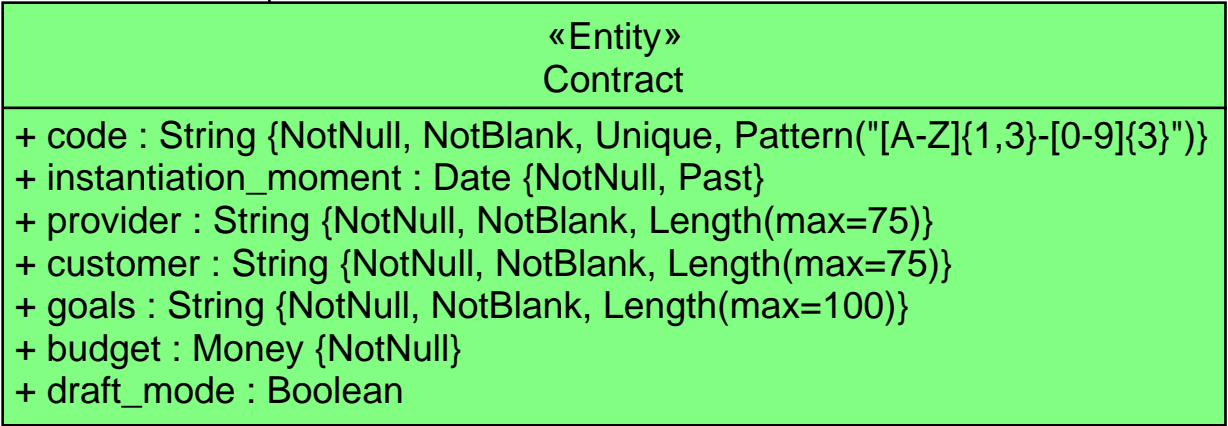 «Entity»
Contract
+ code : String {NotNull, NotBlank, Unique, Pattern("[A-Z]{1,3}-[0-9]{3}")}
+ instantiation_moment : Date {NotNull, Past}
+ provider : String {NotNull, NotBlank, Length(max=75)}
+ customer : String {NotNull, NotBlank, Length(max=75)}
+ goals : String {NotNull, NotBlank, Length(max=100)}
+ budget : Money {NotNull}
+ draft_mode : Boolean